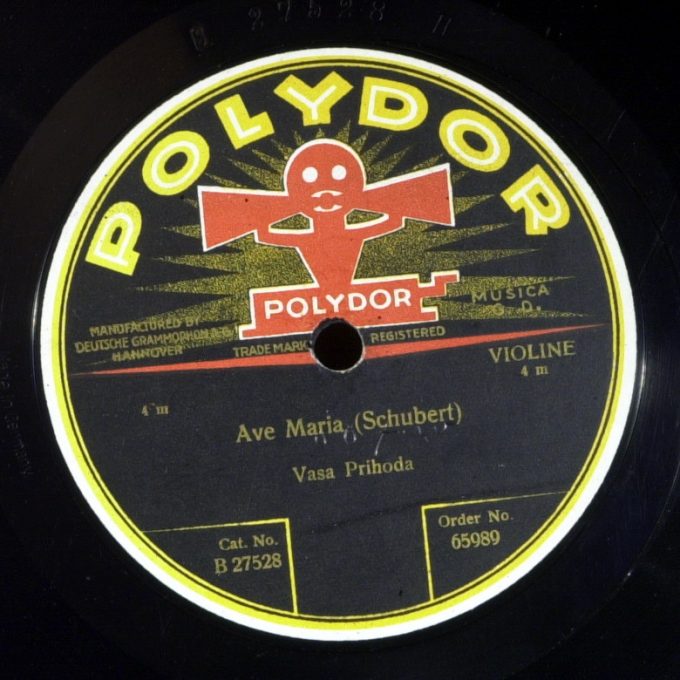 B 27528 H
POLYDOR
POLYDOR
MUSICA
G. D.
MANUFACTURED BY
DEUTSCHE GRAMMOPHON A.G.
HANNOVER
TRADE MARK
REGISTERED
VIOLINE
4 m
4 m
Ave Maria (Schubert)
Vasa Prihoda
Cat. No.
B 27528
Order No.
65989